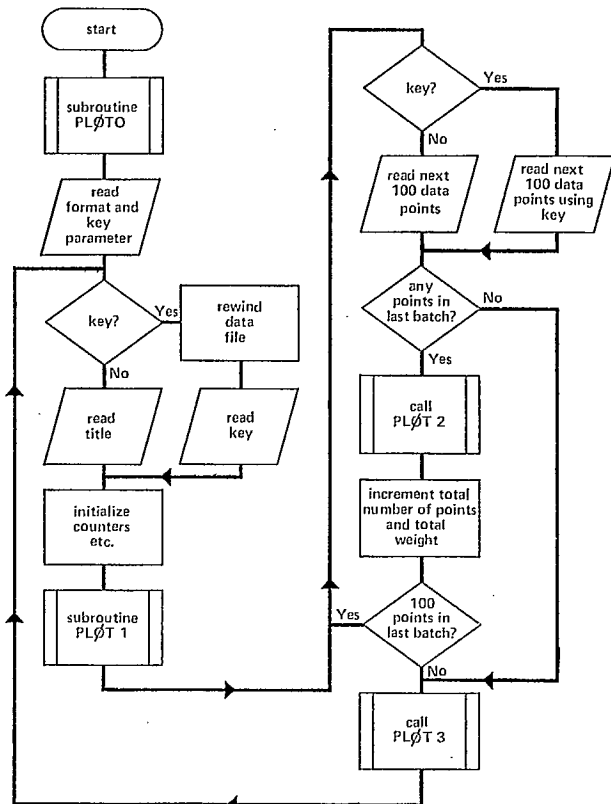 start
subroutine
PLØTO
read
format and
key
parameter
key?
Yes
No
rewind
data
file
read
title
read
key
initialize
counters
etc.
subroutine
PLØT 1
key?
Yes
No
read next
100 data
points
read next
100 data
points using
key
any
points in
last batch?
No
Yes
call
PLØT 2
increment total
number of points
and total
weight
100
points in
last batch?
Yes
No
call
PLØT 3